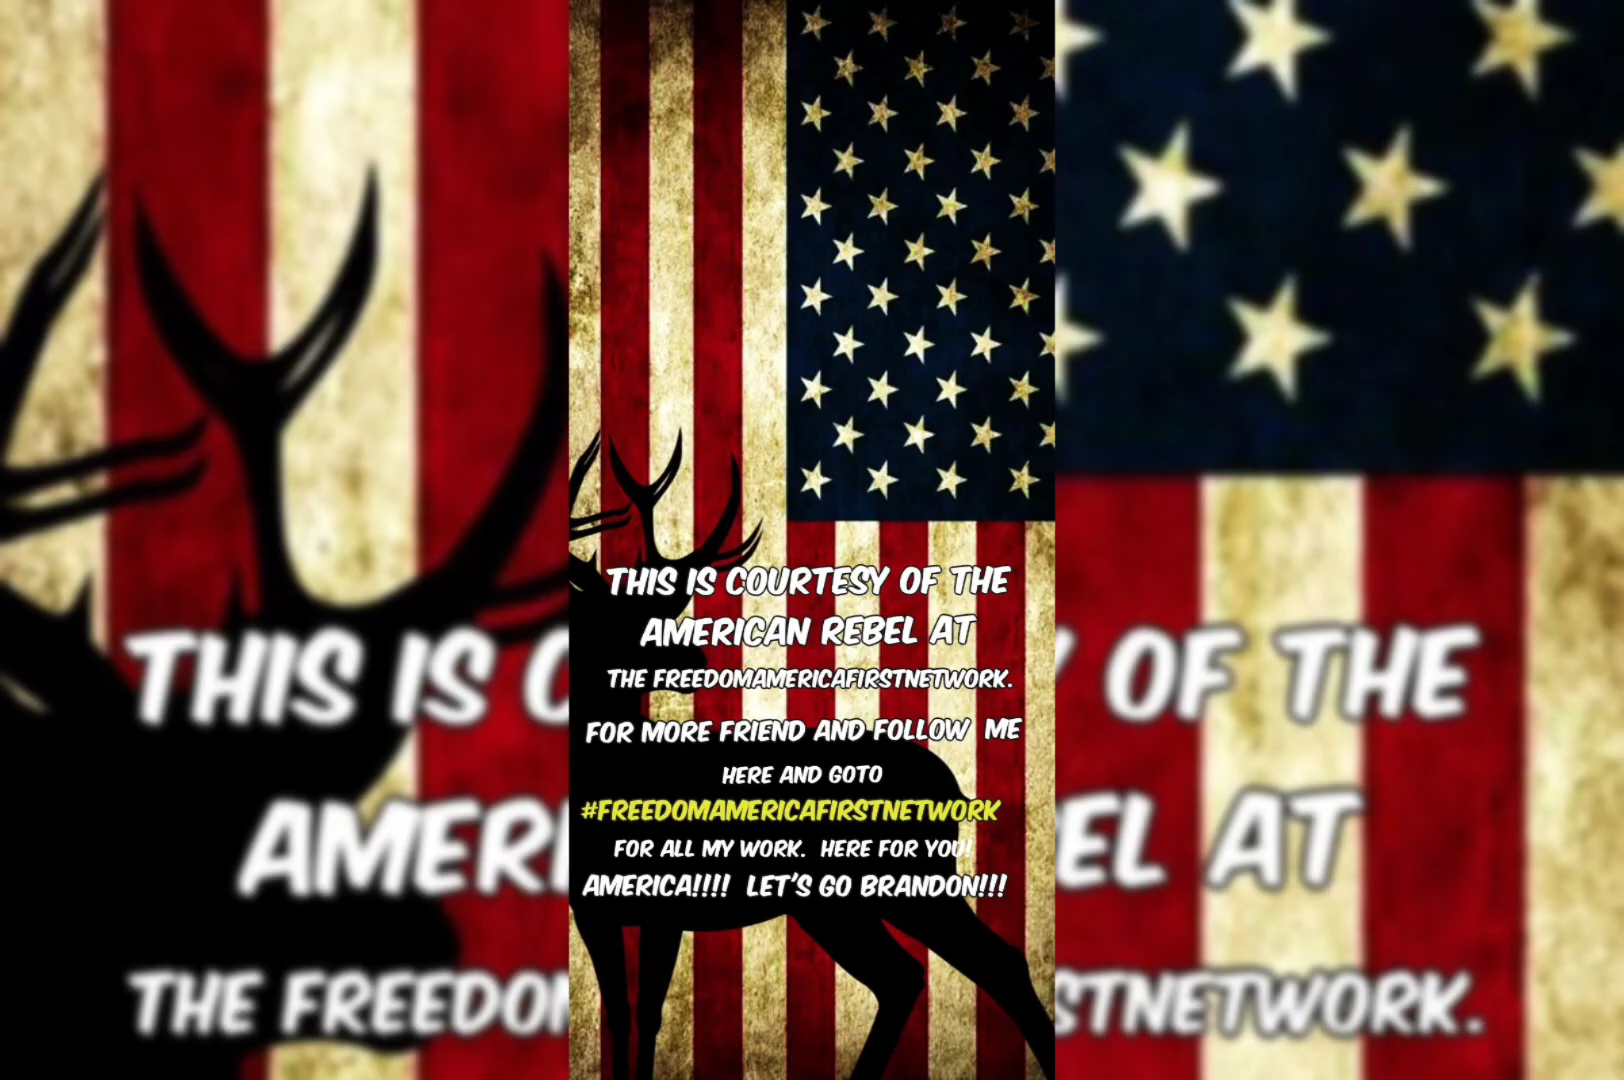 THIS IS COURTESY OF THE
AMERICAN REBEL AT
THE FREEDOMAMERICAFIRSTNETWORK.
FOR MORE FRIEND AND FOLLOW ME
HERE AND GOTO
#FREEDOMAMERICAFIRSTNETWORK
FOR ALL MY WORK. HERE FOR YOU!
AMERICA!!!! LET'S GO BRANDON!!!